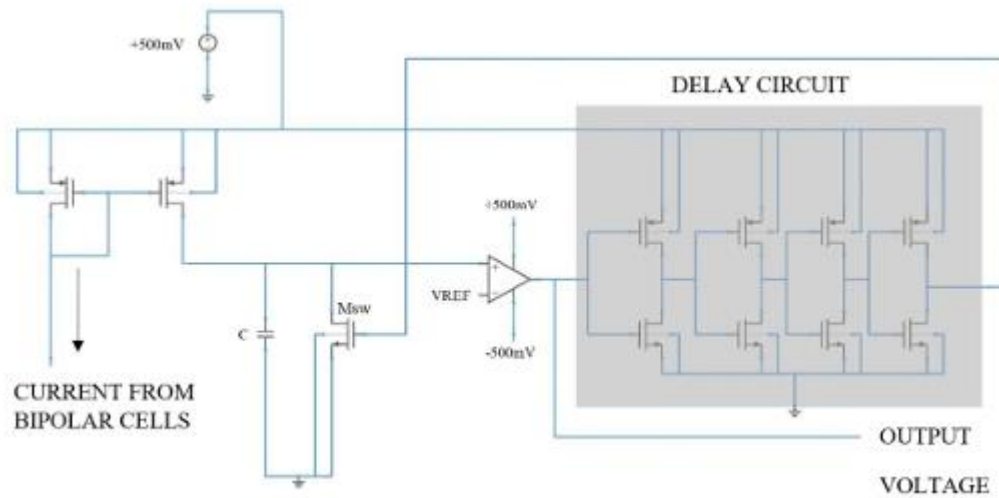 +500mV
DELAY CIRCUIT
+500mV
+
VREF
−
Msw
C
-500mV
CURRENT FROM
BIPOLAR CELLS
OUTPUT
VOLTAGE